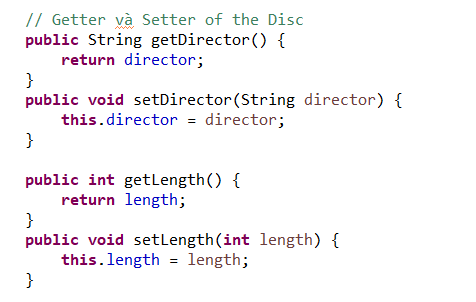 // Getter và Setter of the Disc
public String getDirector() {
    return director;
}
public void setDirector(String director) {
    this.director = director;
}

public int getLength() {
    return length;
}
public void setLength(int length) {
    this.length = length;
}